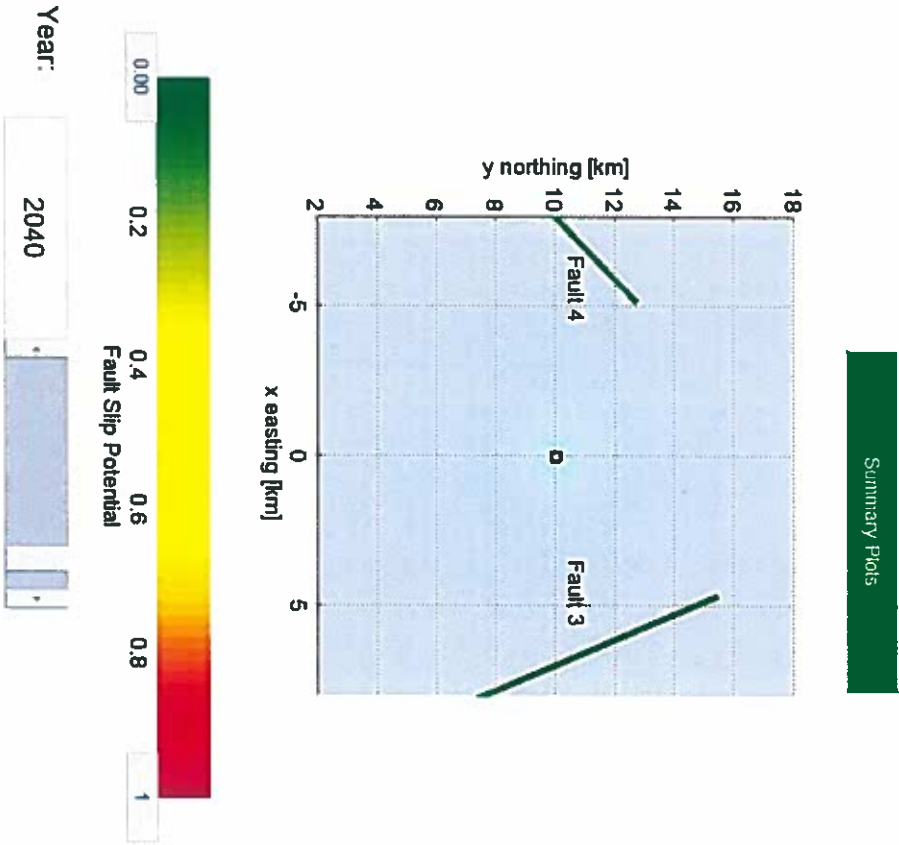 Summary Plots
y northing [km]
18
16
14
12
10
8
6
4
2
Fault 4
Fault 3
-5
0
5
x easting [km]
0.00
0.2
0.4
0.6
0.8
1
Fault Slip Potential
Year:
2040